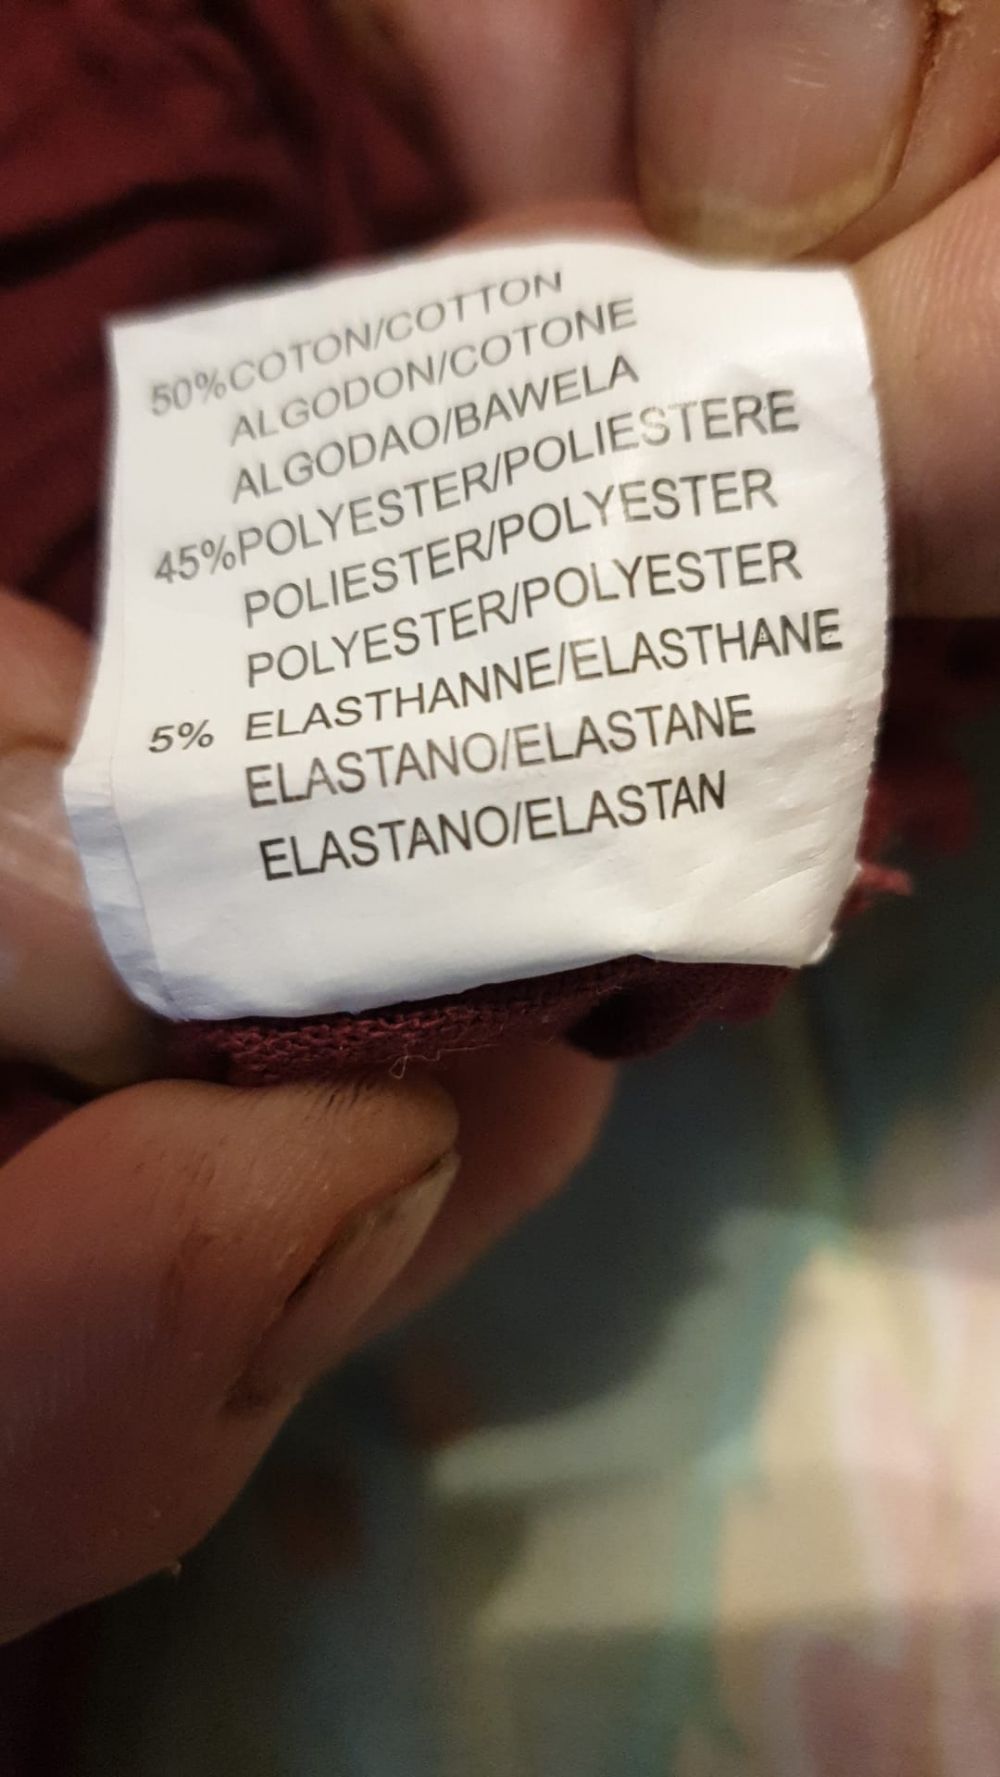 50%COTON/COTTON
ALGODON/COTONE
ALGODAO/BAWELA
45%POLYESTER/POLIESTERE
POLIESTER/POLYESTER
POLYESTER/POLYESTER
5% ELASTHANNE/ELASTHANE
ELASTANO/ELASTANE
ELASTANO/ELASTAN